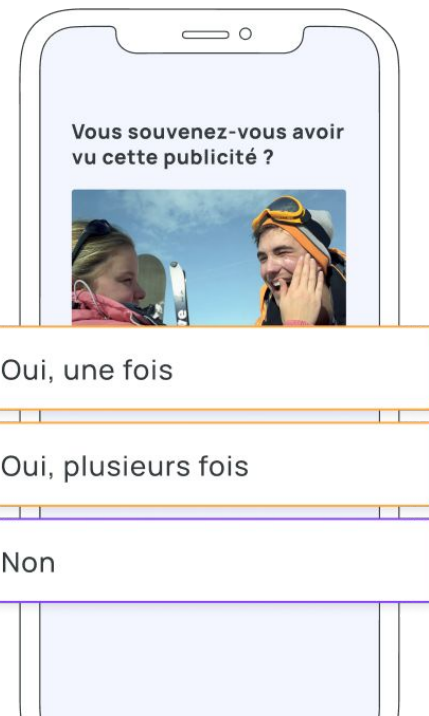 Vous souvenez-vous avoir
vu cette publicité ?
Oui, une fois
Oui, plusieurs fois
Non